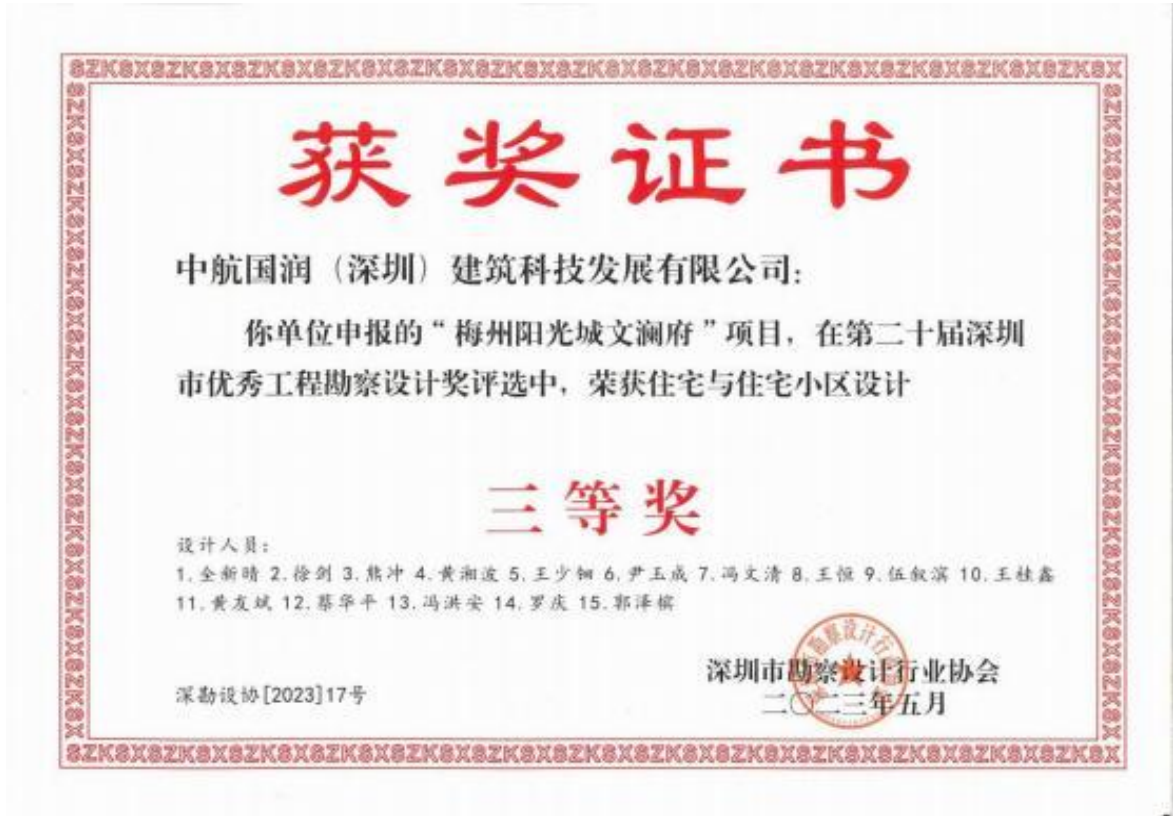 SZKSXSZKSXSZKSXSZKSXSZKSXSZKSXSZKSXSZKSXSZKSXSZKSX
获奖证书
中航国润（深圳）建筑科技发展有限公司：
你单位申报的“梅州阳光城文澜府”项目，在第二十届深圳
市优秀工程勘察设计奖评选中，荣获住宅与住宅小区设计
三等奖
设计人员：
1.全新晴 2.徐剑 3.熊冲 4.黄湘波 5.王少钿 6.尹玉成 7.冯文清 8.王恒 9.伍叙滨 10.王桂鑫
11.黄友斌 12.蔡华平 13.冯洪安 14.罗庆 15.郭泽槟
深圳市勘察设计行业协会
深勘设协[2023]17号
二〇二三年五月